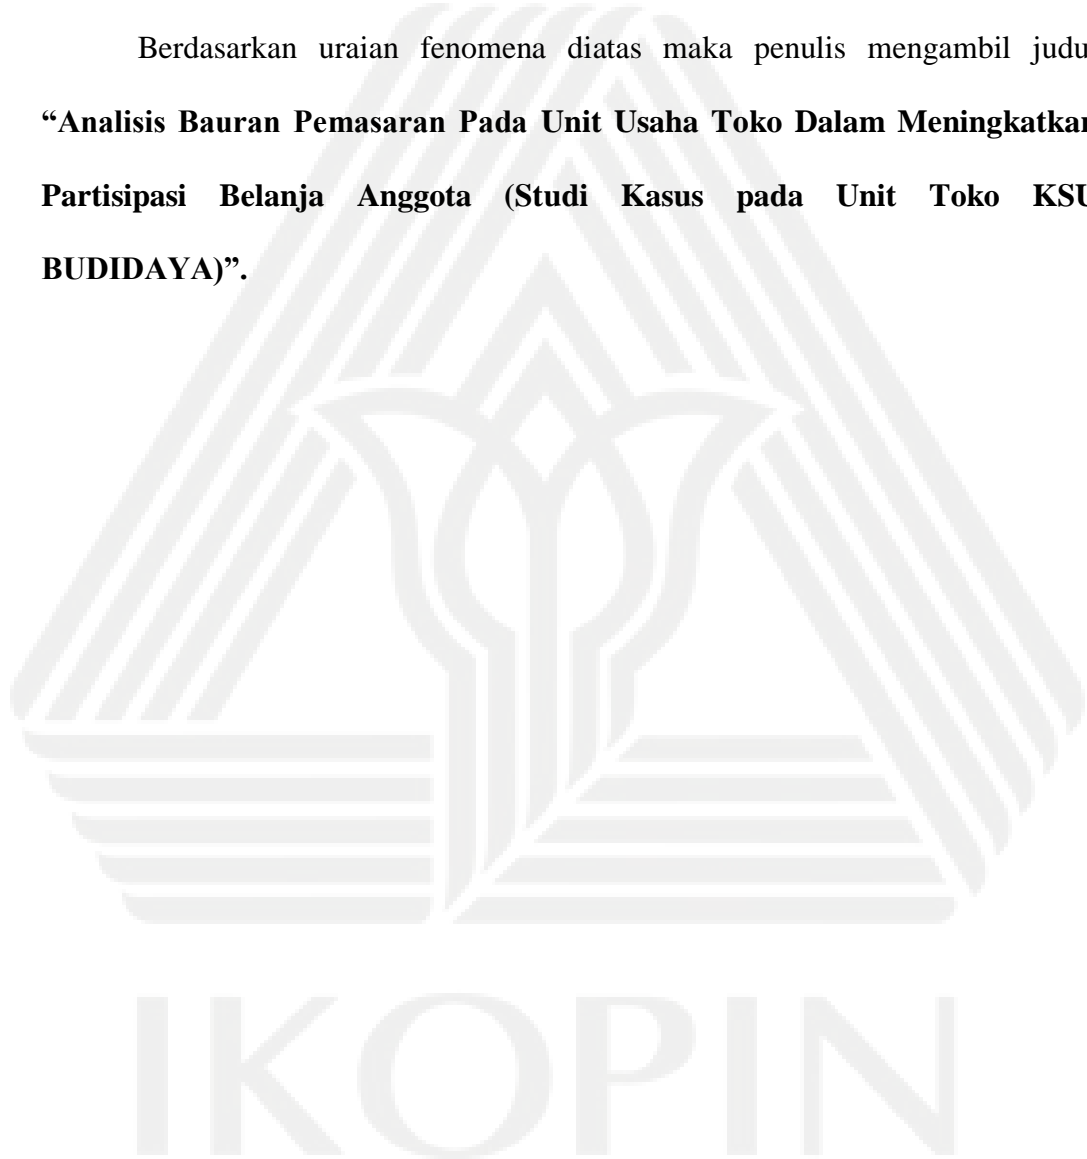 Berdasarkan uraian fenomena diatas maka penulis mengambil judu
“Analisis Bauran Pemasaran Pada Unit Usaha Toko Dalam Meningkatkan
Partisipasi Belanja Anggota (Studi Kasus pada Unit Toko KSU
BUDIDAYA)”.
IKOPIN